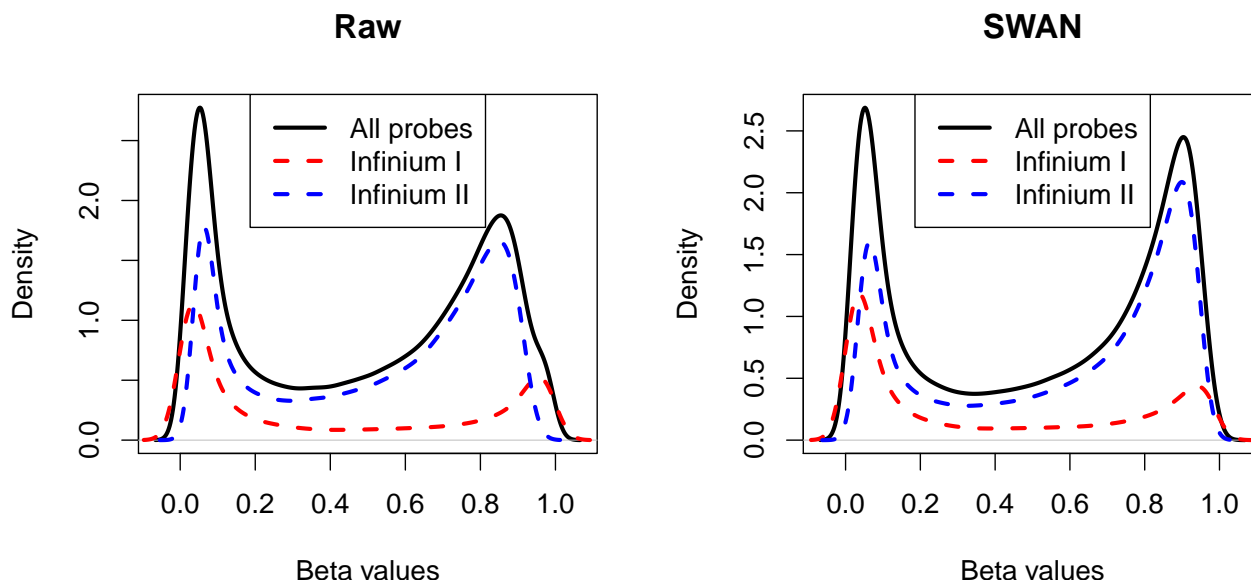 Raw
All probes
Infinium I
Infinium II
Density
0.0
1.0
2.0
0.0 0.2 0.4 0.6 0.8 1.0
Beta values
SWAN
All probes
Infinium I
Infinium II
Density
0.0
0.5
1.0
1.5
2.0
2.5
0.0 0.2 0.4 0.6 0.8 1.0
Beta values